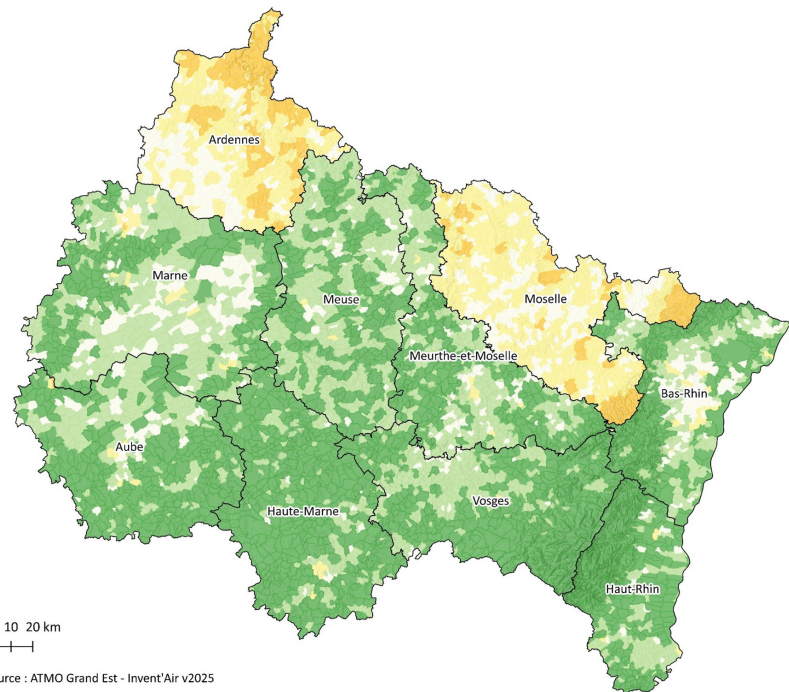 Ardennes
Marne
Meuse
Moselle
Meurthe-et-Moselle
Bas-Rhin
Aube
Haute-Marne
Vosges
Haut-Rhin
10 20 km
urce : ATMO Grand Est - Invent'Air v2025